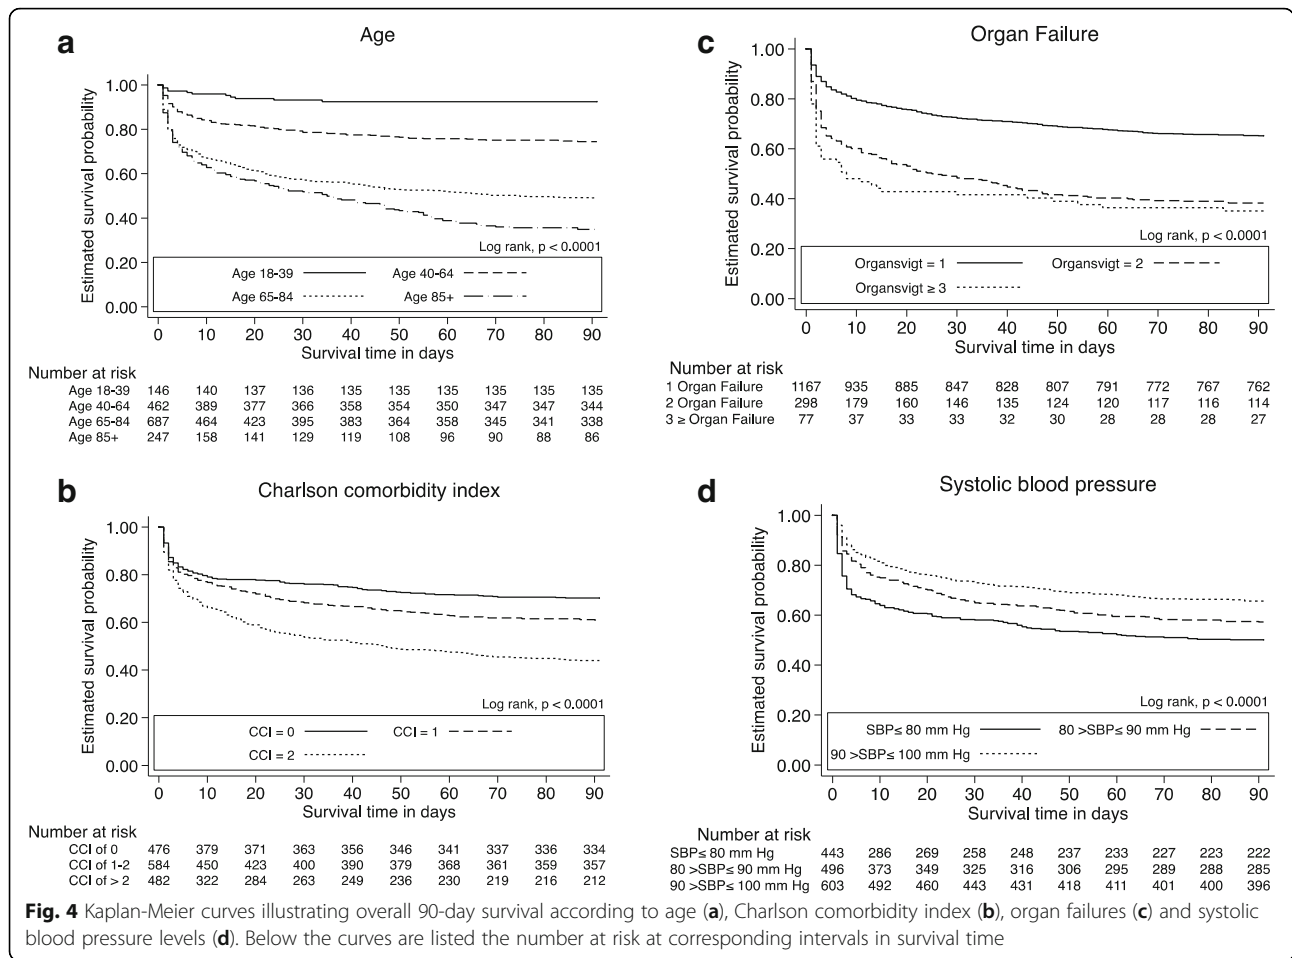 a
Age
Estimated survival probability
1.00
0.80
0.60
0.40
0.20
0.00
Log rank, p < 0.0001
Age 18-39
Age 40-64
Age 65-84
Age 85+
0 10 20 30 40 50 60 70 80 90
Survival time in days
Number at risk
Age 18-39 146 140 137 136 135 135 135 135 135 135
Age 40-64 462 389 377 366 358 354 350 347 347 344
Age 65-84 687 464 423 395 383 364 358 345 341 338
Age 85+ 247 158 141 129 119 108 96 90 88 86
c
Organ Failure
Estimated survival probability
1.00
0.80
0.60
0.40
0.20
0.00
Log rank, p < 0.0001
Organsvigt = 1
Organsvigt = 2
Organsvigt ≥ 3
0 10 20 30 40 50 60 70 80 90
Survival time in days
Number at risk
1 Organ Failure 1167 935 885 847 828 807 791 772 767 762
2 Organ Failure 298 179 160 146 135 124 120 117 116 114
3 ≥ Organ Failure 77 37 33 33 32 30 28 28 28 27
b
Charlson comorbidity index
Estimated survival probability
1.00
0.80
0.60
0.40
0.20
0.00
Log rank, p < 0.0001
CCI = 0
CCI = 1
CCI = 2
0 10 20 30 40 50 60 70 80 90
Survival time in days
Number at risk
CCI of 0 476 379 371 363 356 346 341 337 336 334
CCI of 1-2 584 450 423 400 390 379 368 361 359 357
CCI of > 2 482 322 284 263 249 236 230 219 216 212
d
Systolic blood pressure
Estimated survival probability
1.00
0.80
0.60
0.40
0.20
0.00
Log rank, p < 0.0001
SBP≤ 80 mm Hg
80 >SBP≤ 90 mm Hg
90 >SBP≤ 100 mm Hg
0 10 20 30 40 50 60 70 80 90
Survival time in days
Number at risk
SBP≤ 80 mm Hg 443 286 269 258 248 237 233 227 223 222
80 >SBP≤ 90 mm Hg 496 373 349 325 316 306 295 289 288 285
90 >SBP≤ 100 mm Hg 603 492 460 443 431 418 411 401 400 396
Fig. 4 Kaplan-Meier curves illustrating overall 90-day survival according to age (a), Charlson comorbidity index (b), organ failures (c) and systolic
blood pressure levels (d). Below the curves are listed the number at risk at corresponding intervals in survival time